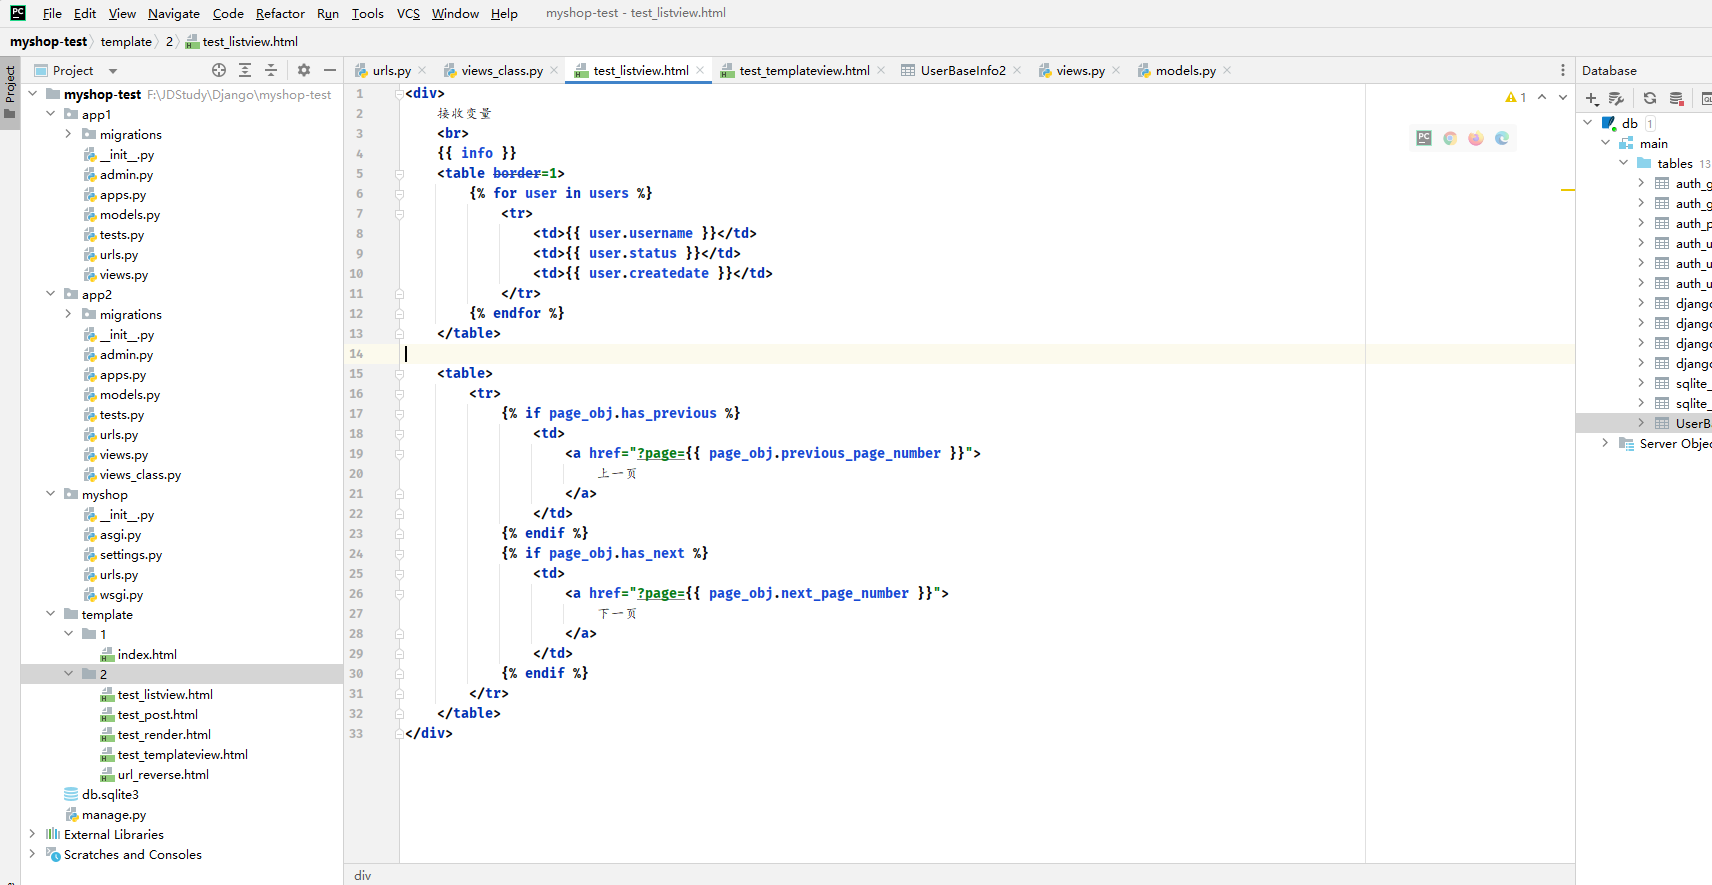 File Edit View Navigate Code Refactor Run Tools VCS Window Help myshop-test - test_listview.html
myshop-test template 2 test_listview.html
Project
Project
myshop-test F:\JDStudy\Django\myshop-test
app1
migrations
__init__.py
admin.py
apps.py
models.py
tests.py
urls.py
views.py
app2
migrations
__init__.py
admin.py
apps.py
models.py
tests.py
urls.py
views.py
views_class.py
myshop
__init__.py
asgi.py
settings.py
urls.py
wsgi.py
template
1
index.html
2
test_listview.html
test_post.html
test_render.html
test_templateview.html
url_reverse.html
db.sqlite3
manage.py
External Libraries
Scratches and Consoles
urls.py views_class.py test_listview.html test_templateview.html UserBaseInfo2 views.py models.py
1
1 <div>
2 接收变量
3 <br>
4 {{ info }}
5 <table border=1>
6 {% for user in users %}
7 <tr>
8 <td>{{ user.username }}</td>
9 <td>{{ user.status }}</td>
10 <td>{{ user.createdate }}</td>
11 </tr>
12 {% endfor %}
13 </table>
14
15 <table>
16 <tr>
17 {% if page_obj.has_previous %}
18 <td>
19 <a href="?page={{ page_obj.previous_page_number }}">
20 上一页
21 </a>
22 </td>
23 {% endif %}
24 {% if page_obj.has_next %}
25 <td>
26 <a href="?page={{ page_obj.next_page_number }}">
27 下一页
28 </a>
29 </td>
30 {% endif %}
31 </tr>
32 </table>
33 </div>
div
Database
db 1
main
tables 13
auth_g
auth_g
auth_p
auth_u
auth_u
auth_u
django
django
django
django
sqlite_
sqlite_
UserB
Server Objec